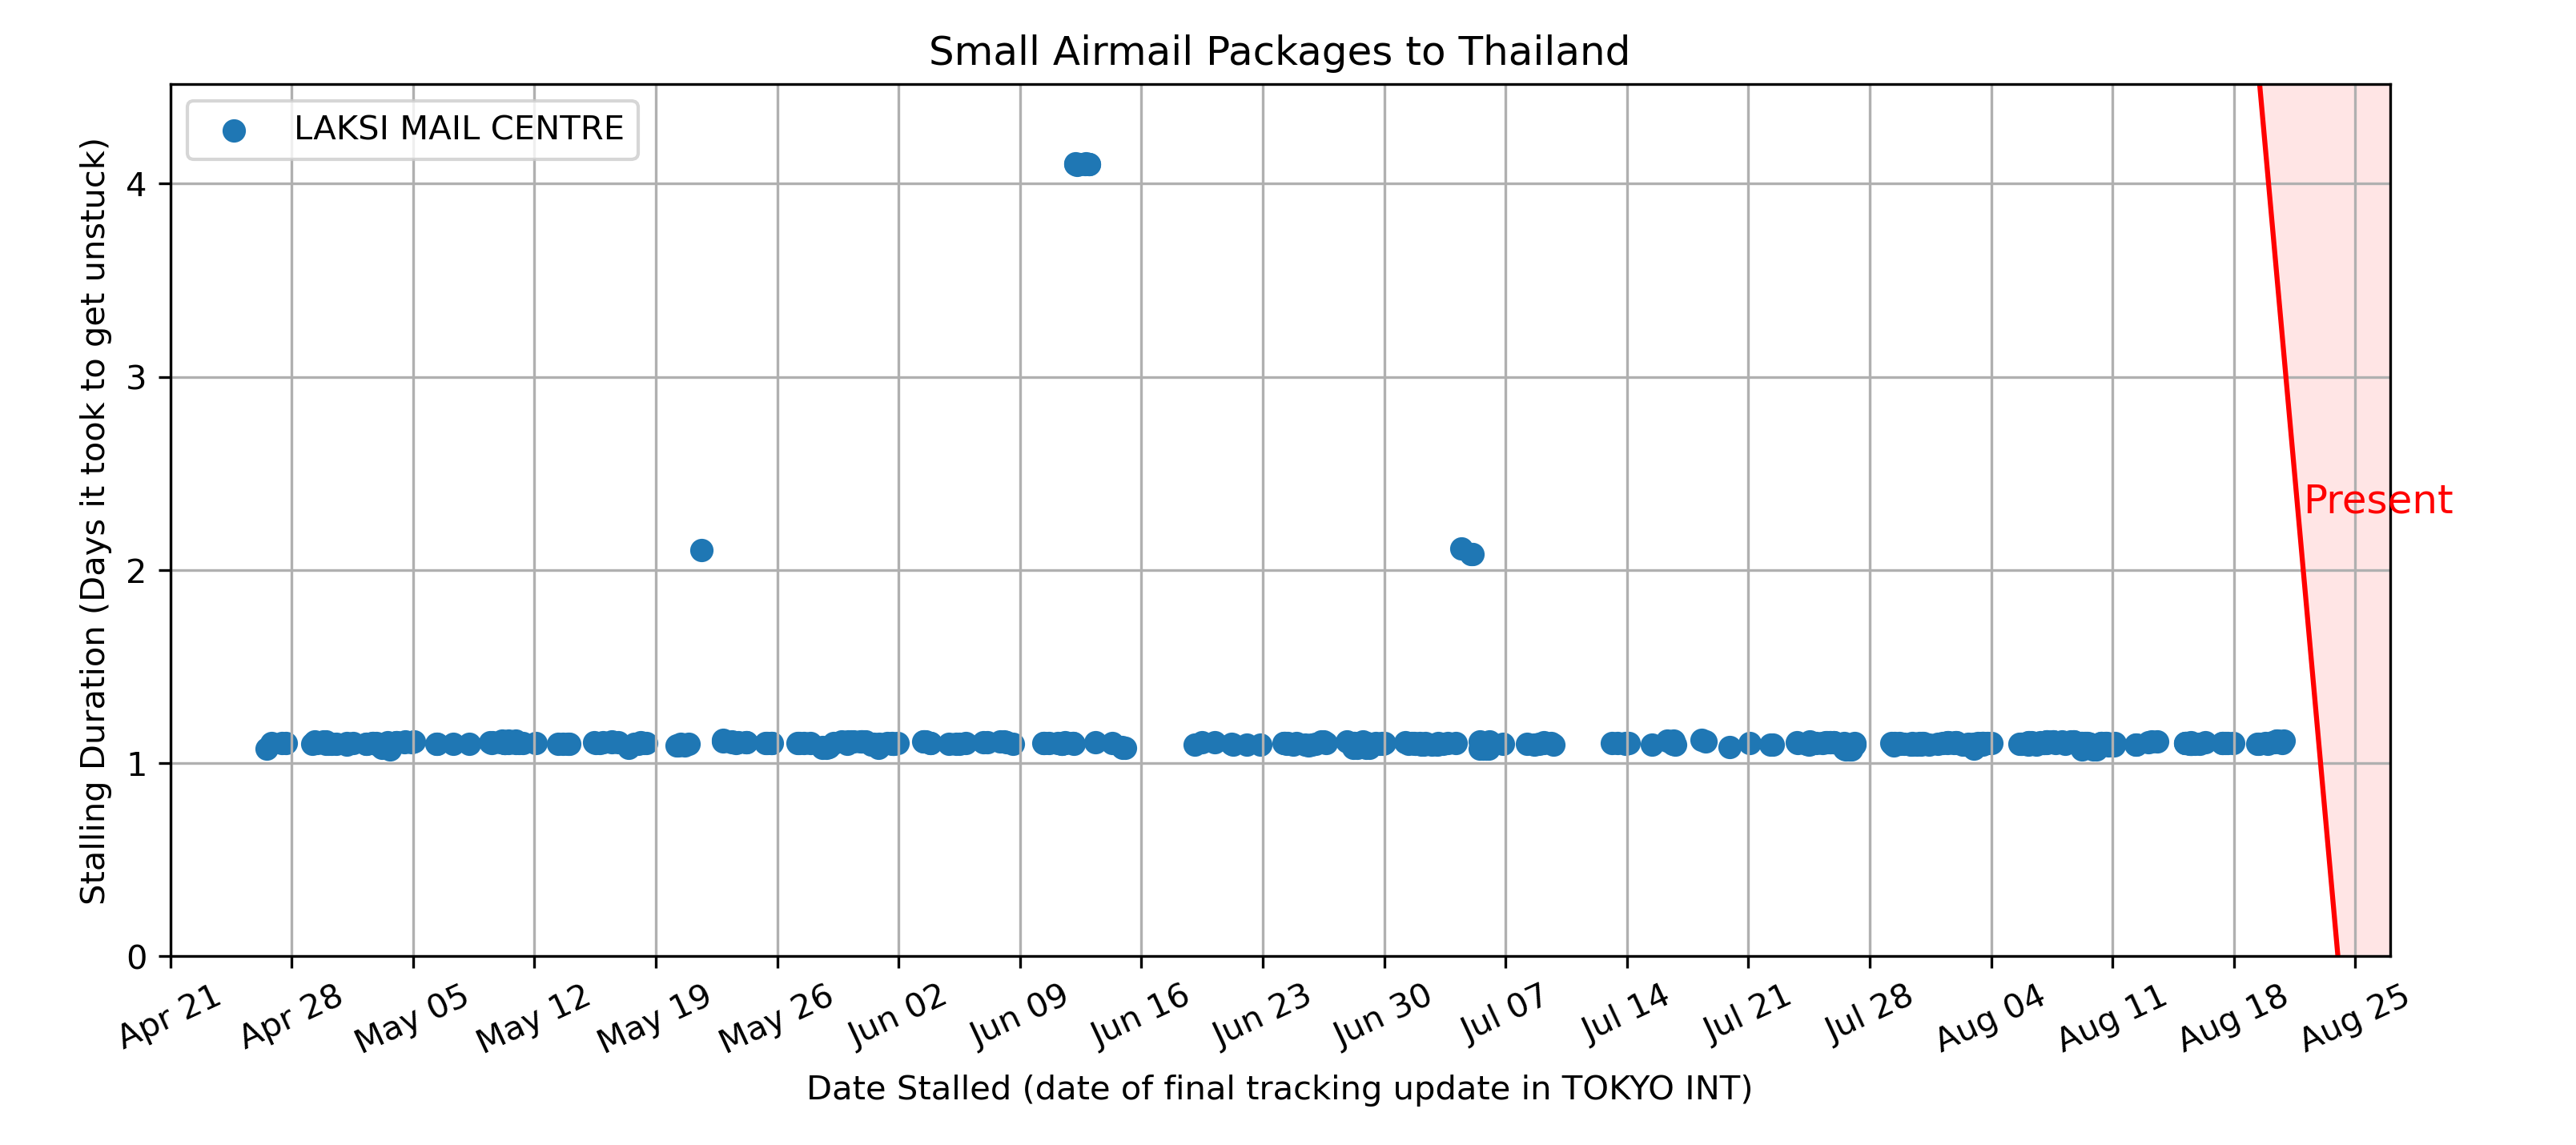 Small Airmail Packages to Thailand
LAKSI MAIL CENTRE
Stalling Duration (Days it took to get unstuck)
4
3
2
1
0
Present
Apr 21
Apr 28
May 05
May 12
May 19
May 26
Jun 02
Jun 09
Jun 16
Jun 23
Jun 30
Jul 07
Jul 14
Jul 21
Jul 28
Aug 04
Aug 11
Aug 18
Aug 25
Date Stalled (date of final tracking update in TOKYO INT)